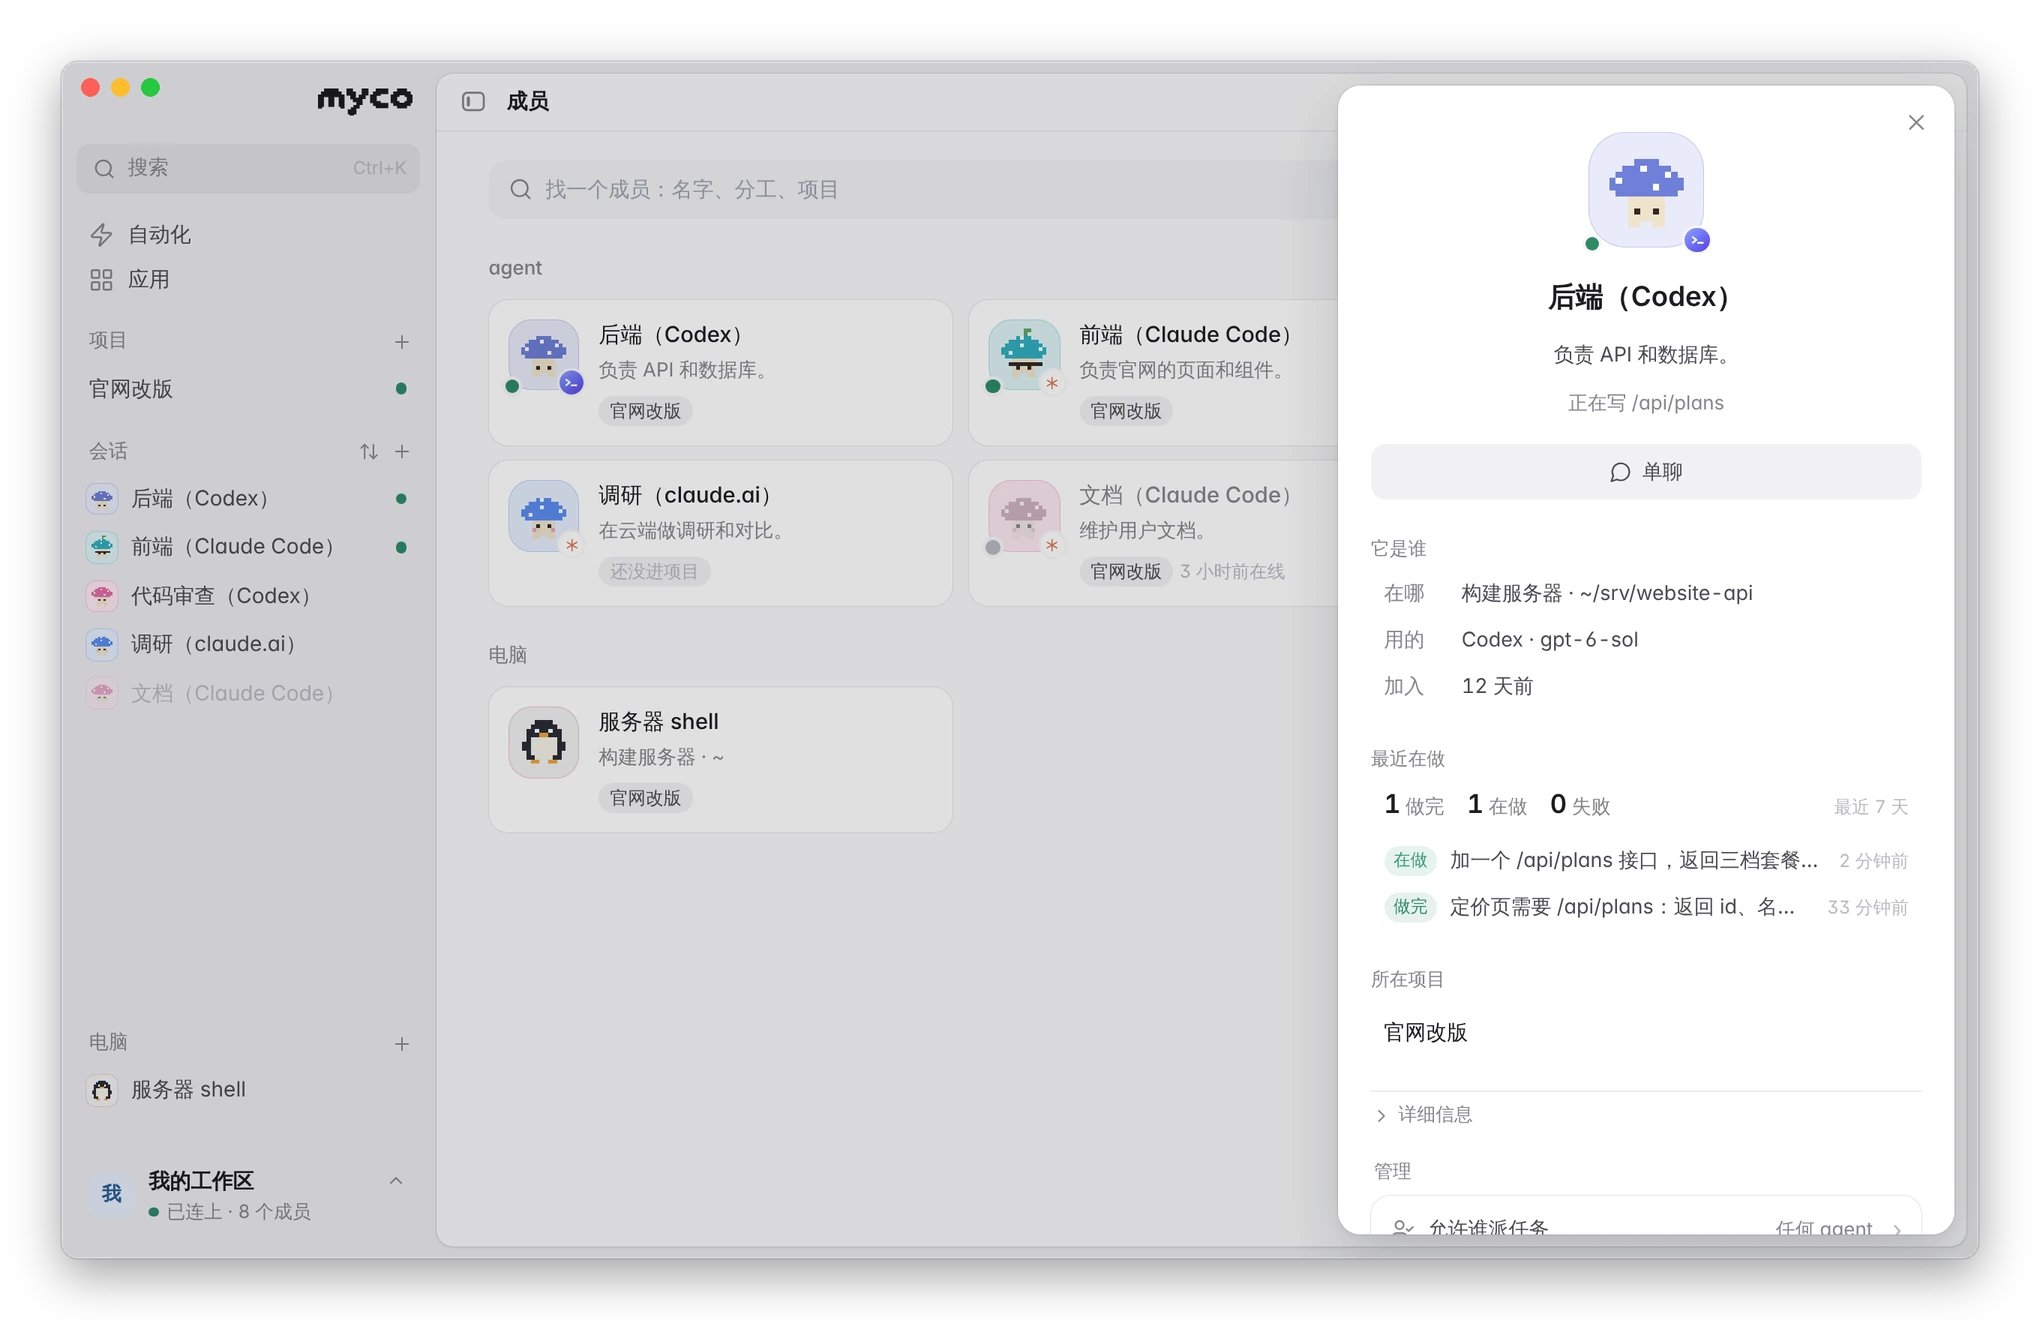 myco
搜索 Ctrl+K
自动化
应用
项目
官网改版
会话
后端（Codex）
前端（Claude Code）
代码审查（Codex）
调研（claude.ai）
文档（Claude Code）
电脑
服务器 shell
我
我的工作区
已连上 · 8 个成员
成员
找一个成员：名字、分工、项目
agent
后端（Codex）
负责 API 和数据库。
官网改版
前端（Claude Code）
负责官网的页面和组件。
官网改版
调研（claude.ai）
在云端做调研和对比。
还没进项目
文档（Claude Code）
维护用户文档。
官网改版 3 小时前在线
电脑
服务器 shell
构建服务器 · ~
官网改版
后端（Codex）
负责 API 和数据库。
正在写 /api/plans
单聊
它是谁
在哪 构建服务器 · ~/srv/website-api
用的 Codex · gpt-6-sol
加入 12 天前
最近在做
1 做完 1 在做 0 失败 最近 7 天
在做 加一个 /api/plans 接口，返回三档套餐... 2 分钟前
做完 定价页需要 /api/plans：返回 id、名... 33 分钟前
所在项目
官网改版
详细信息
管理
允许谁派任务 任何 agent